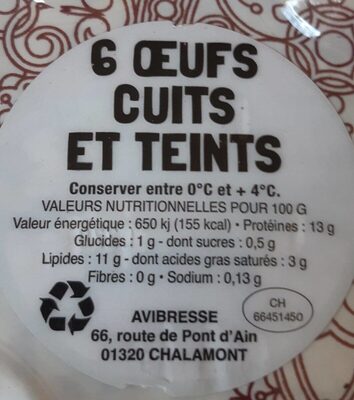 6 ŒUFS
CUITS
ET TEINTS
Conserver entre 0°C et + 4°C.
VALEURS NUTRITIONNELLES POUR 100 G
Valeur énergétique : 650 kj (155 kcal) • Protéines : 13 g
Glucides : 1 g - dont sucres : 0,5 g
Lipides : 11 g - dont acides gras saturés : 3 g
Fibres : 0 g • Sodium : 0,13 g
CH
66451450
AVIBRESSE
66, route de Pont d'Ain
01320 CHALAMONT